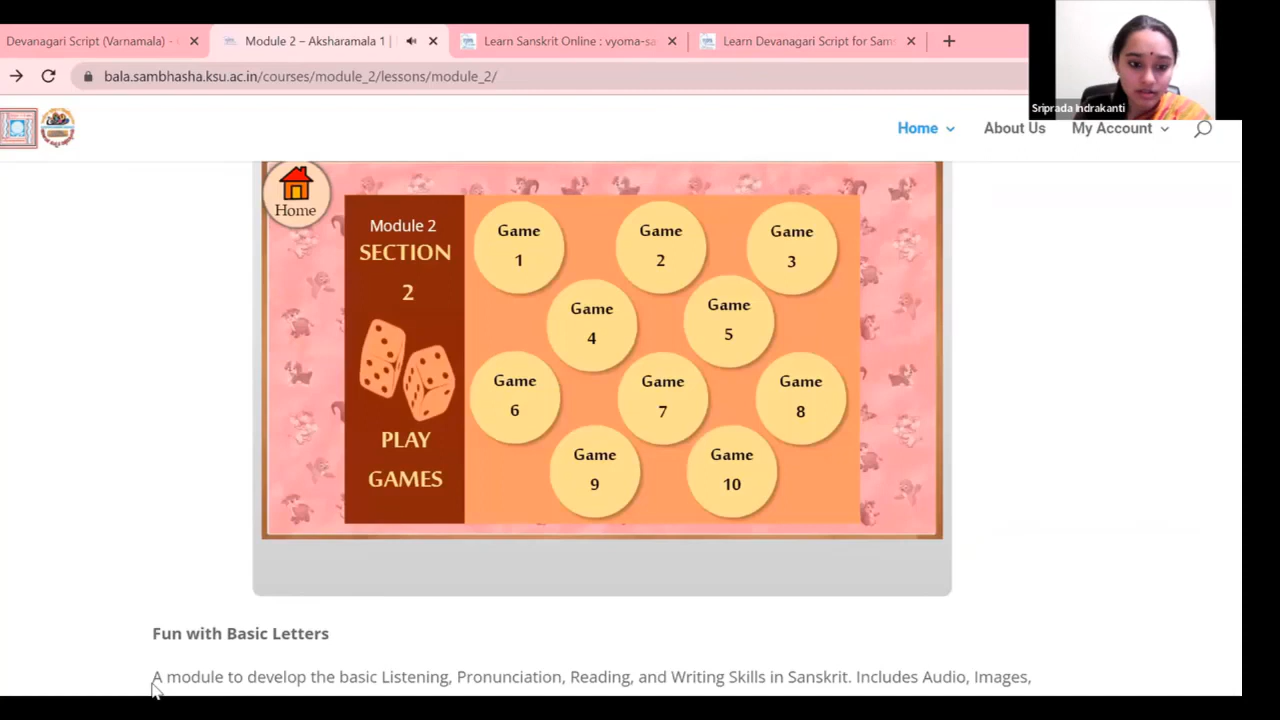 Devanagari Script (Varnamala) -
Module 2 – Aksharamala 1 |
Learn Sanskrit Online : vyoma-sa
Learn Devanagari Script for Sam
bala.sambhasha.ksu.ac.in/courses/module_2/lessons/module_2/
Sriprada Indrakanti
Home
About Us
My Account
Home
Module 2
SECTION
2
PLAY
GAMES
Game
1
Game
2
Game
3
Game
4
Game
5
Game
6
Game
7
Game
8
Game
9
Game
10
Fun with Basic Letters
A module to develop the basic Listening, Pronunciation, Reading, and Writing Skills in Sanskrit. Includes Audio, Images,